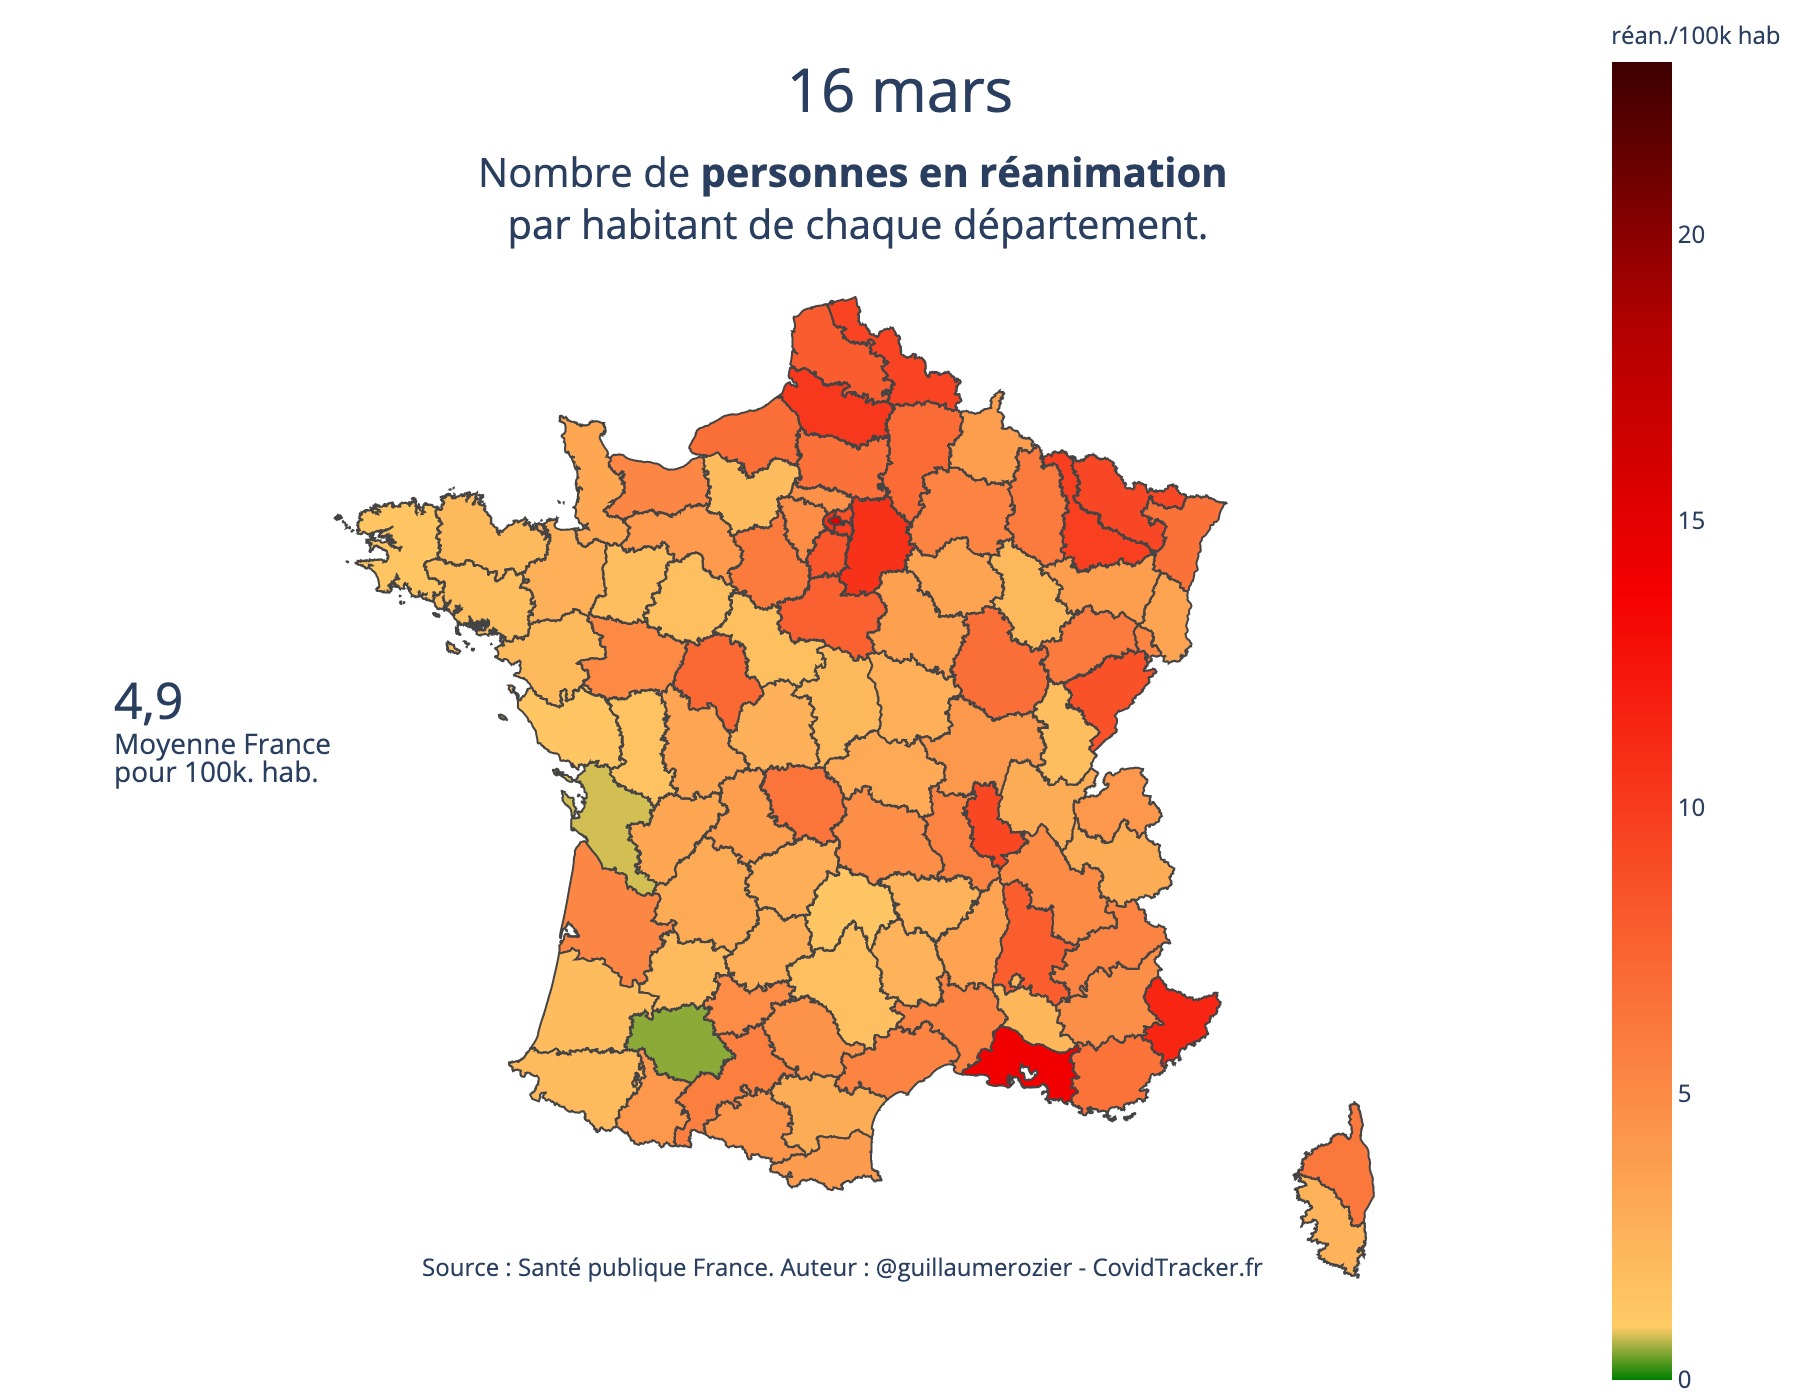 réan./100k hab
16 mars
Nombre de personnes en réanimation
par habitant de chaque département.
20
15
4,9
Moyenne France
pour 100k. hab.
10
5
Source : Santé publique France. Auteur : @guillaumerozier - CovidTracker.fr
0